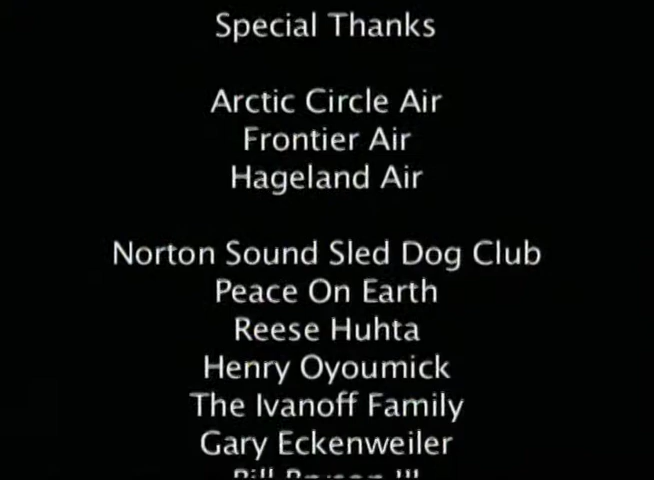 Special Thanks
Arctic Circle Air
Frontier Air
Hageland Air
Norton Sound Sled Dog Club
Peace On Earth
Reese Huhta
Henry Oyoumick
The Ivanoff Family
Gary Eckenweiler
Bill